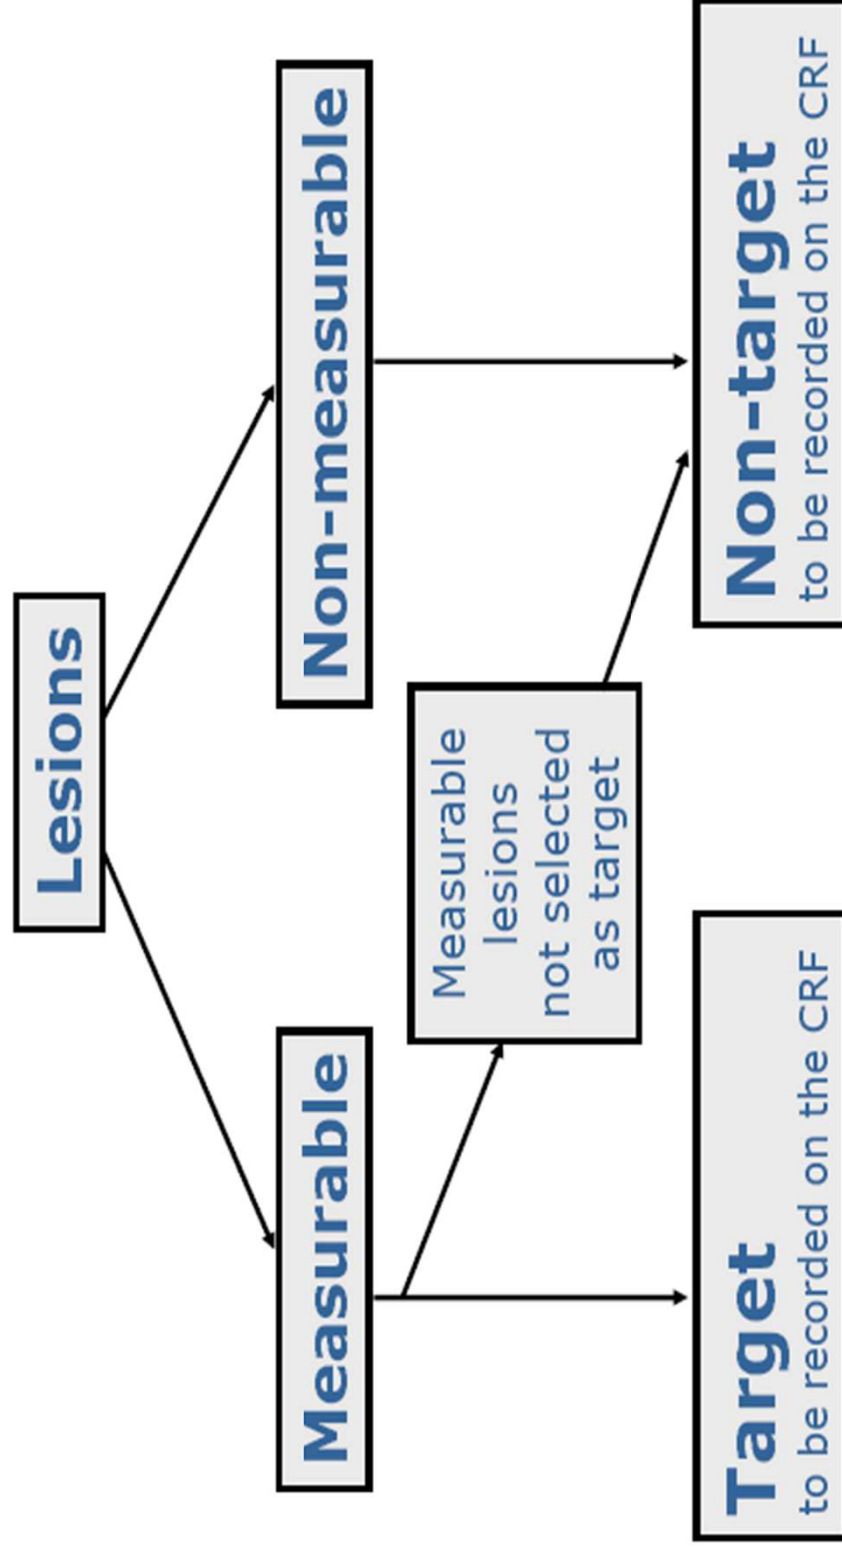 Lesions
Measurable
Non-measurable
Measurable
lesions
not selected
as target
Target
to be recorded on the CRF
Non-target
to be recorded on the CRF